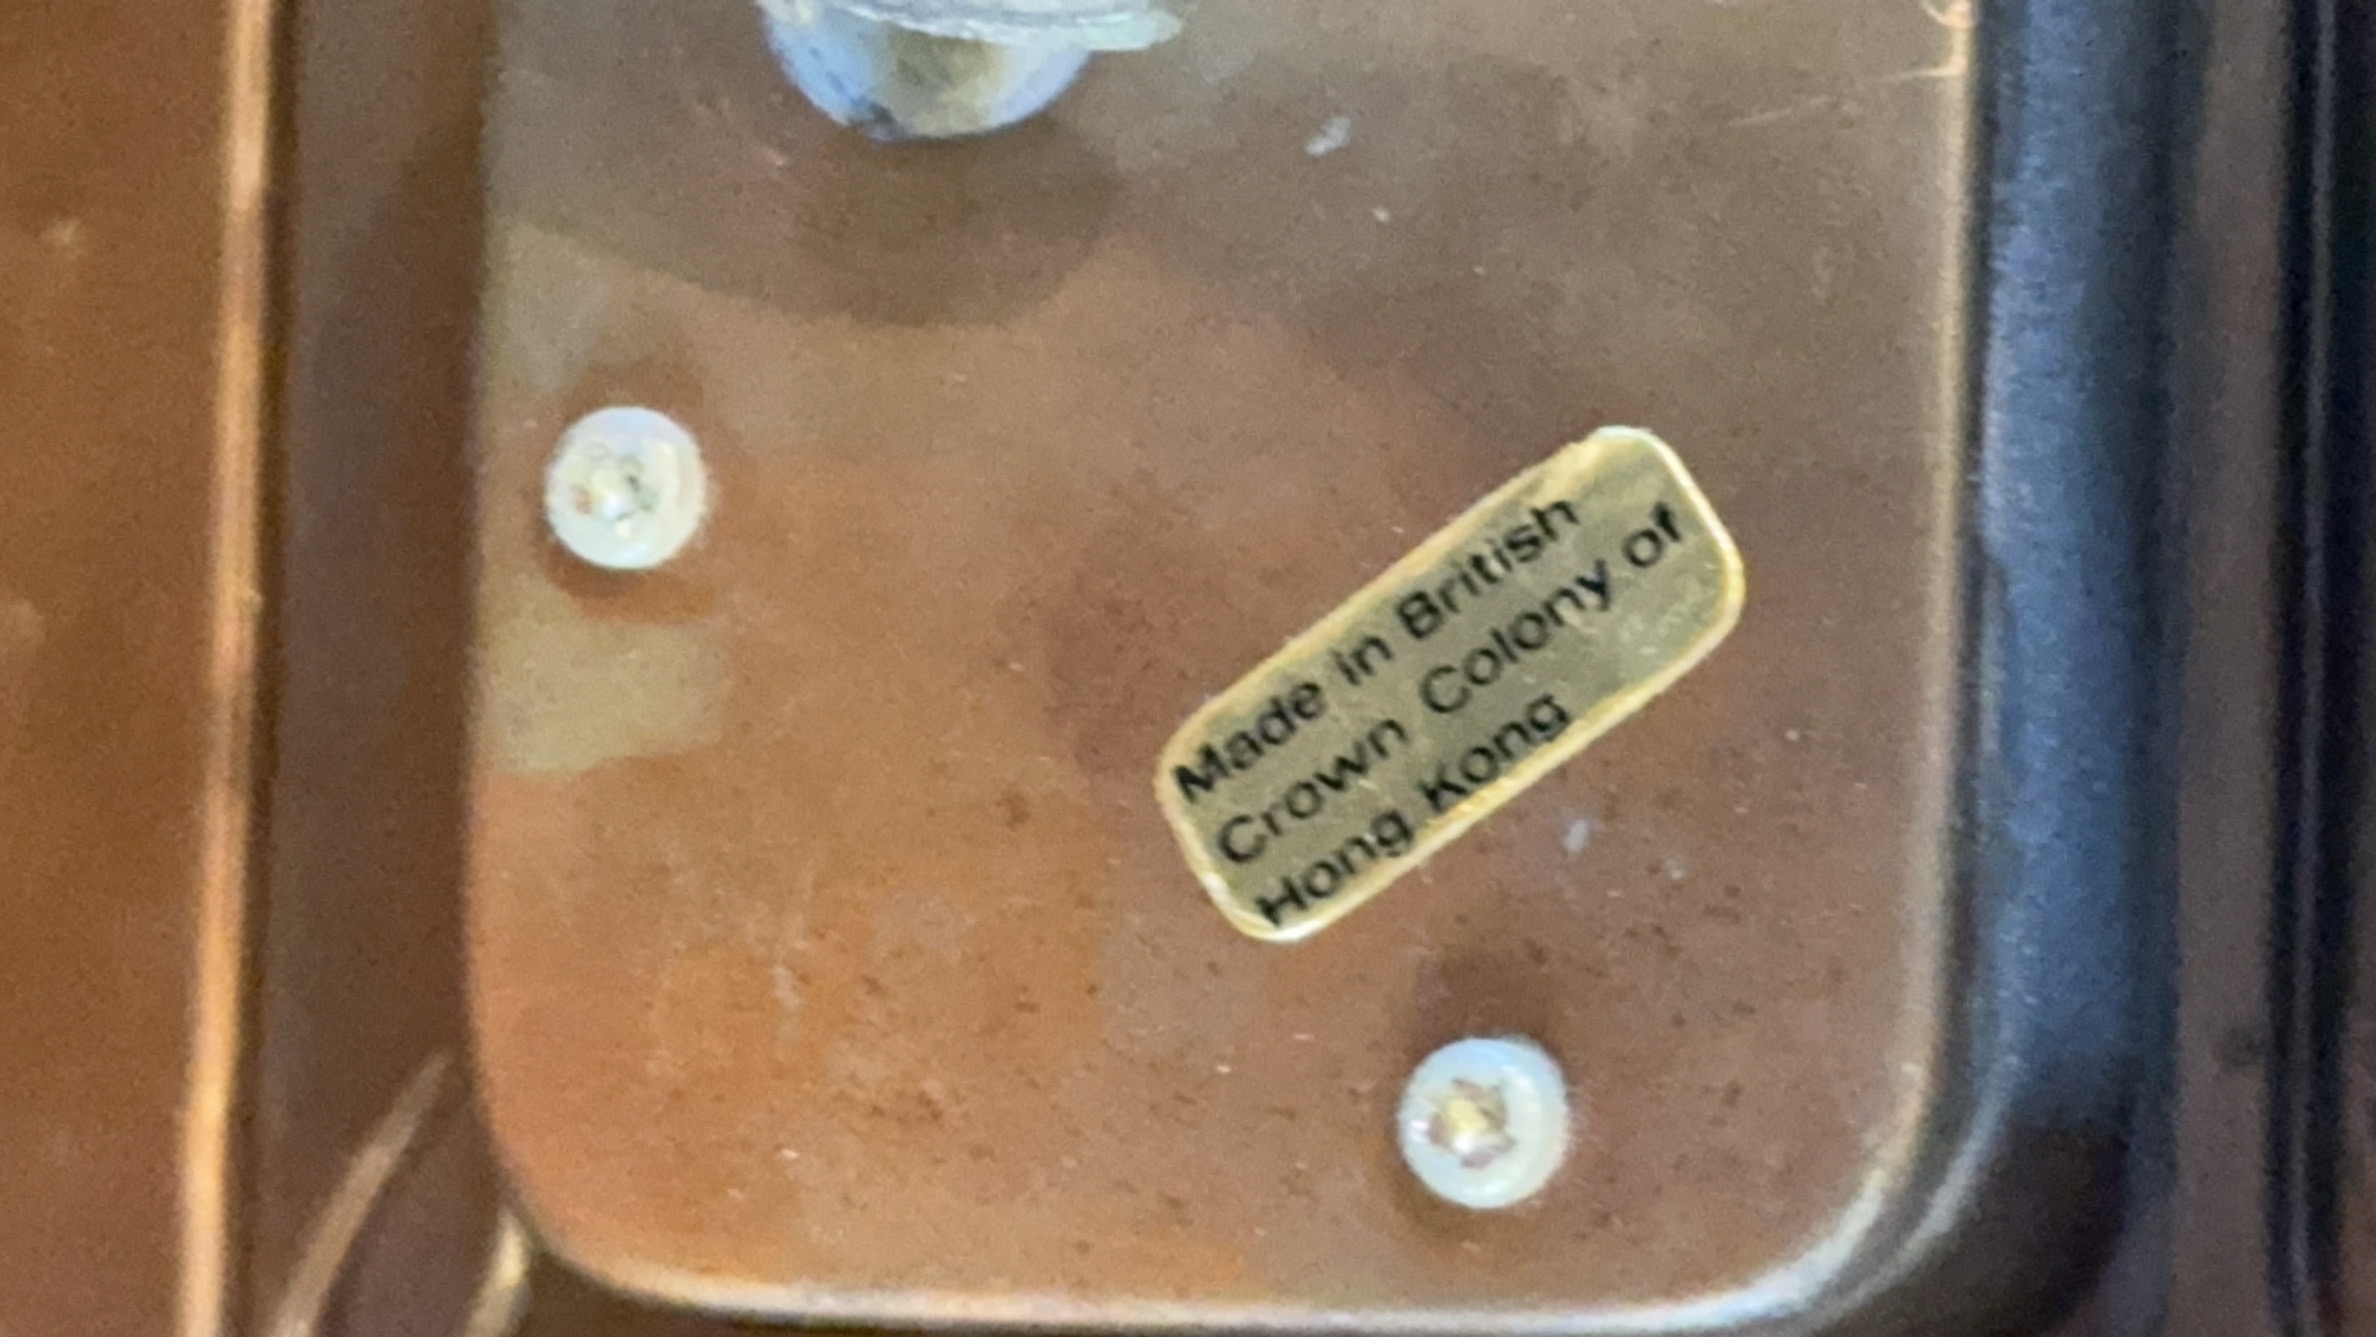 Made in British
Crown Colony of
Hong Kong